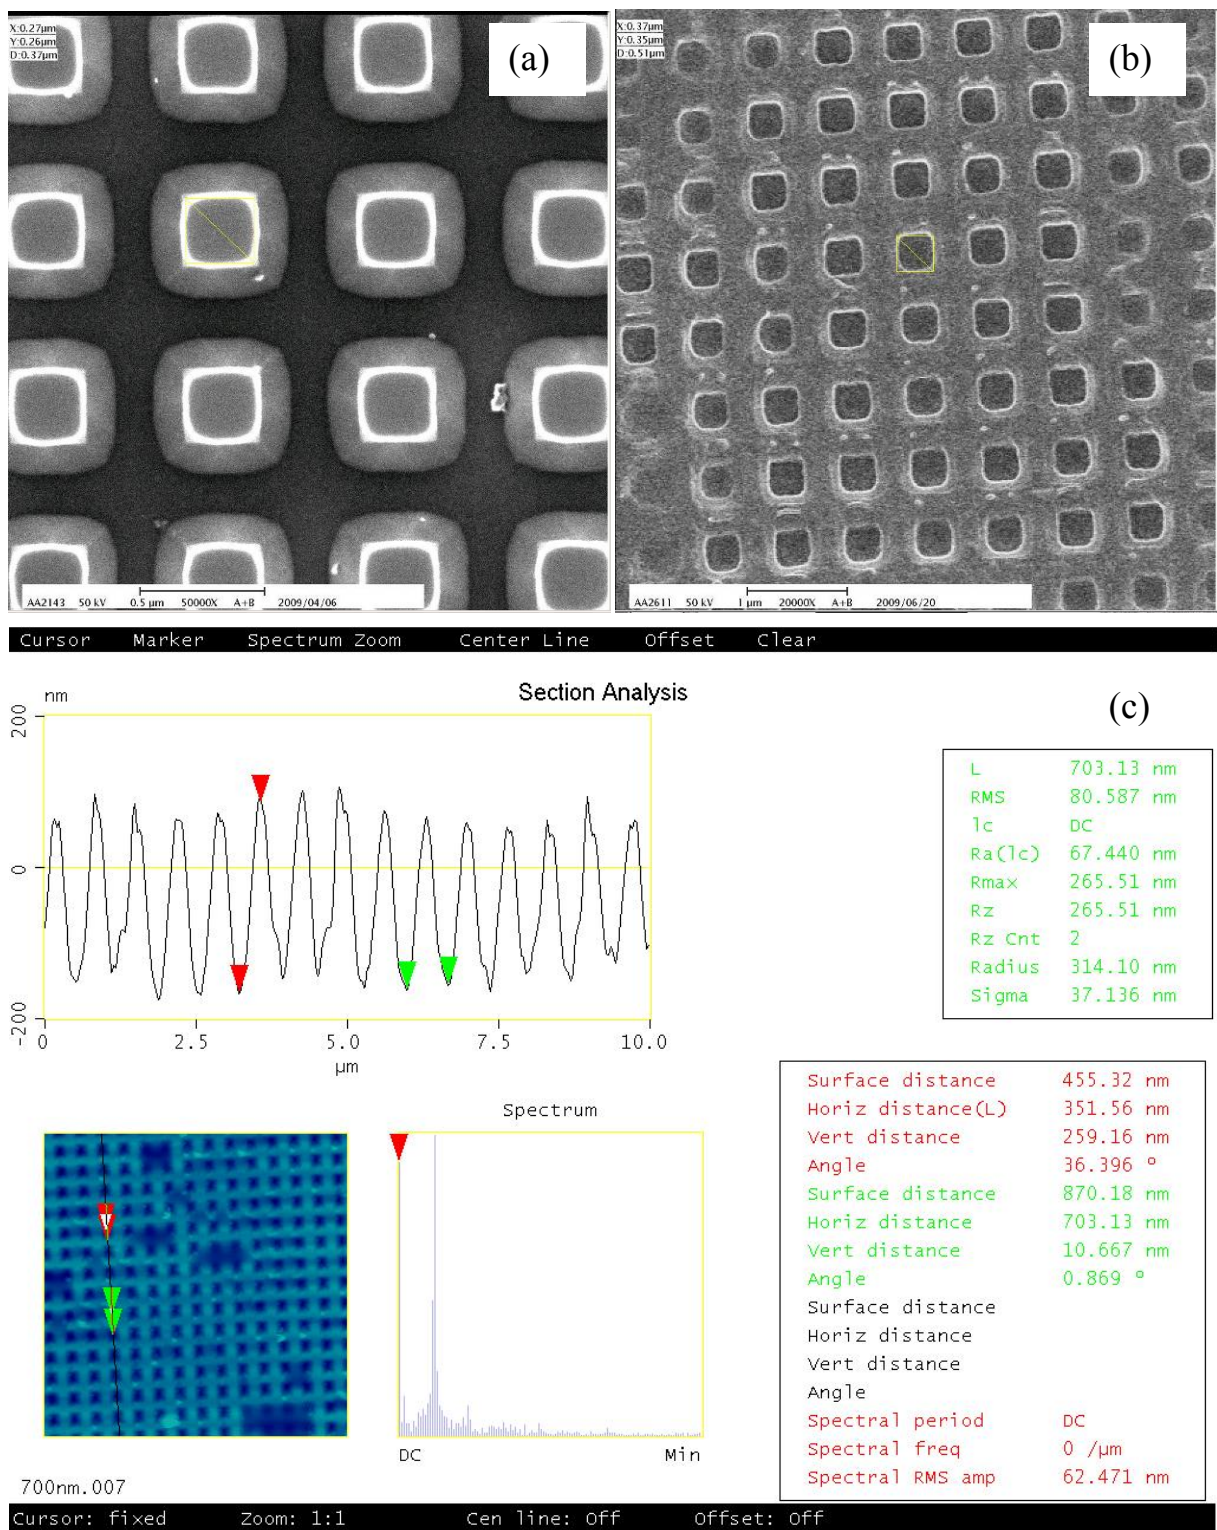 X:0.27µm
Y:0.26µm
D:0.37µm
(a)
AA2143 50 kV 0.5 µm 50000X A+B 2009/04/06
X:0.37µm
Y:0.35µm
D:0.51µm
(b)
AA2611 50 kV 1 µm 20000X A+B 2009/06/20
Cursor Marker Spectrum Zoom Center Line Offset Clear
Section Analysis
(c)
nm
200
0
-200
0 2.5 5.0 7.5 10.0
µm
L 703.13 nm
RMS 80.587 nm
lc DC
Ra(lc) 67.440 nm
Rmax 265.51 nm
Rz 265.51 nm
Rz Cnt 2
Radius 314.10 nm
Sigma 37.136 nm
Spectrum
DC Min
Surface distance 455.32 nm
Horiz distance(L) 351.56 nm
Vert distance 259.16 nm
Angle 36.396 °
Surface distance 870.18 nm
Horiz distance 703.13 nm
Vert distance 10.667 nm
Angle 0.869 °
Surface distance
Horiz distance
Vert distance
Angle
Spectral period DC
Spectral freq 0 /µm
Spectral RMS amp 62.471 nm
700nm.007
Cursor: fixed Zoom: 1:1 Cen line: Off Offset: Off